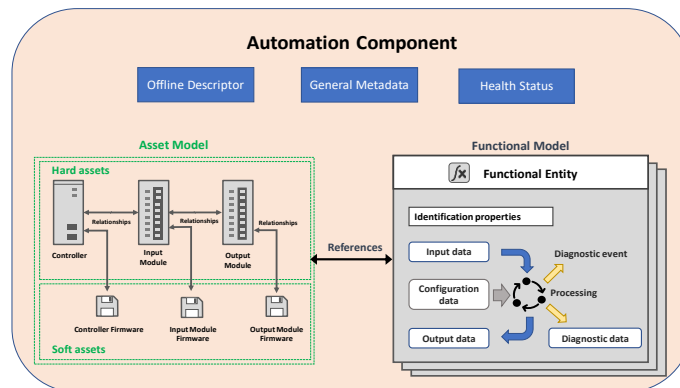 Automation Component
Offline Descriptor
General Metadata
Health Status
Asset Model
Functional Model
Hard assets
Relationships
Relationships
Relationships
Controller
Input
Module
Output
Module
Controller Firmware
Input Module
Firmware
Output Module
Firmware
Soft assets
References
fx
Functional Entity
Identification properties
Input data
Diagnostic event
Configuration
data
Processing
Output data
Diagnostic data